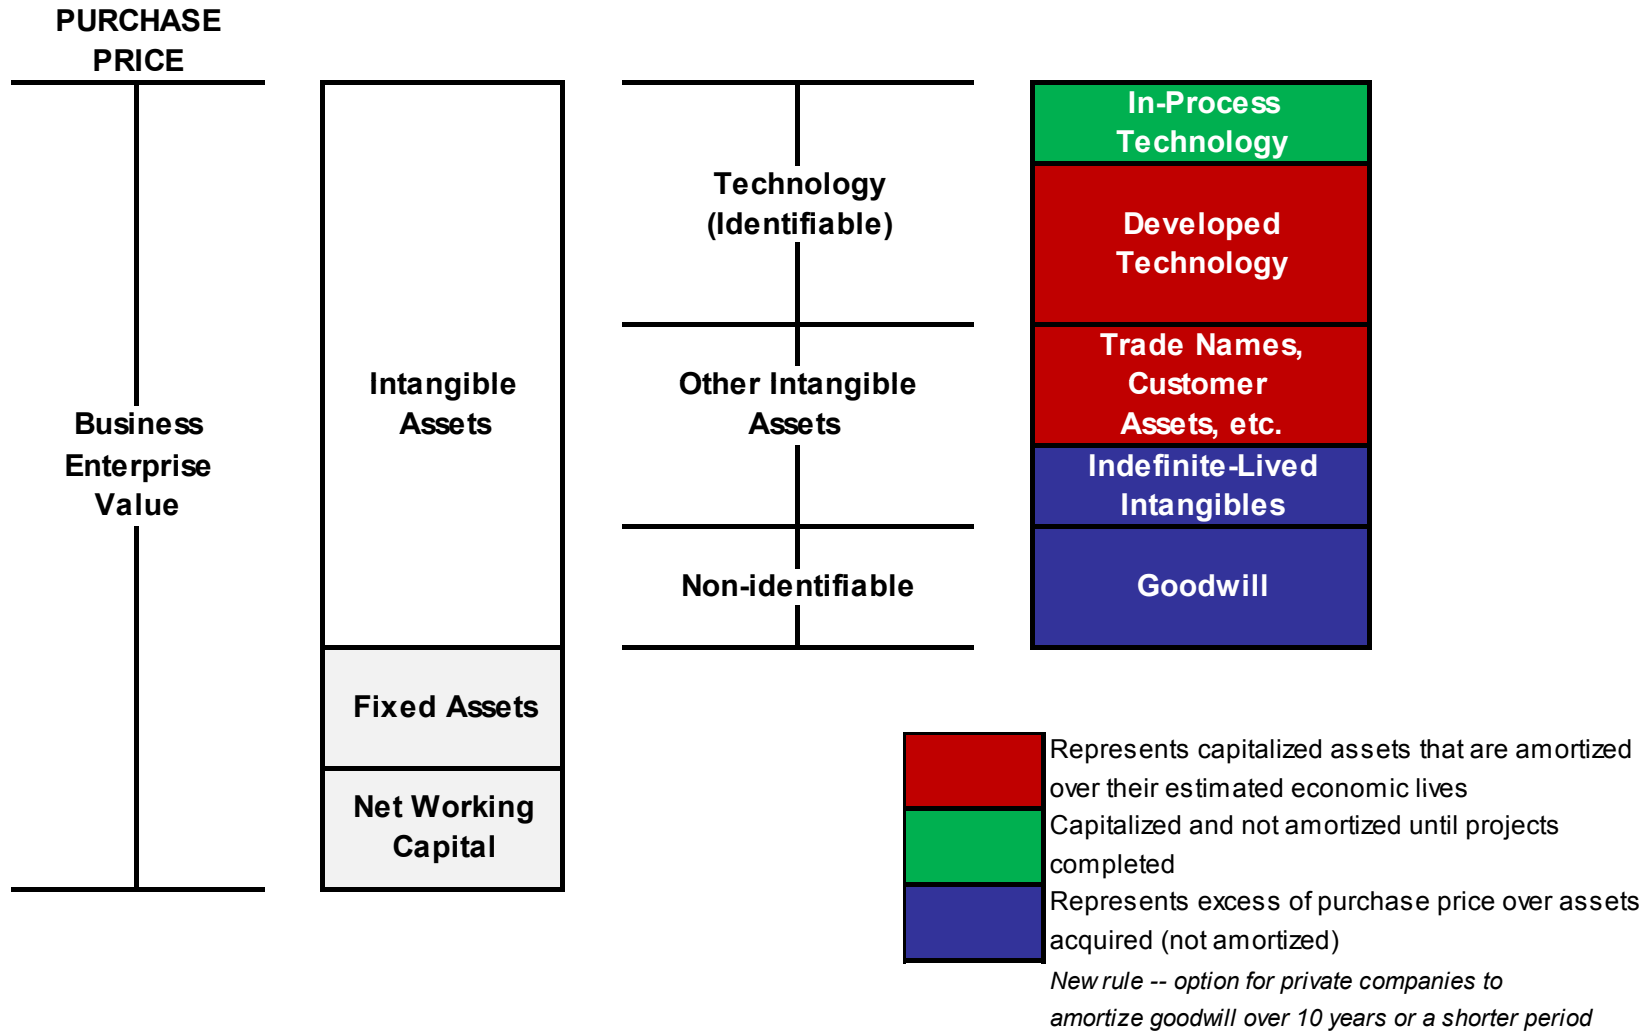 PURCHASE
PRICE
Business
Enterprise
Value
Intangible
Assets
Fixed Assets
Net Working
Capital
Technology
(Identifiable)
Other Intangible
Assets
Non-identifiable
In-Process
Technology
Developed
Technology
Trade Names,
Customer
Assets, etc.
Indefinite-Lived
Intangibles
Goodwill
Represents capitalized assets that are amortized
over their estimated economic lives
Capitalized and not amortized until projects
completed
Represents excess of purchase price over assets
acquired (not amortized)
New rule -- option for private companies to
amortize goodwill over 10 years or a shorter period